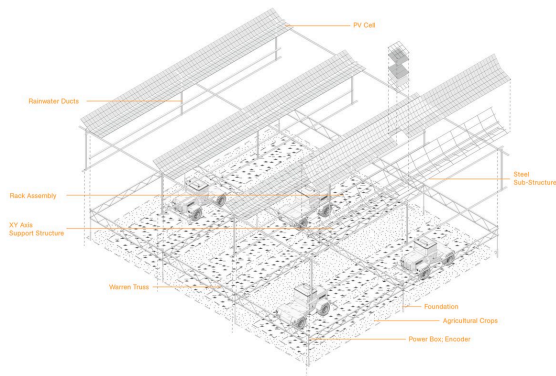 PV Cell
Rainwater Ducts
Steel
Sub-Structure
Rack Assembly
XY Axis
Support Structure
Warren Truss
Foundation
Agricultural Crops
Power Box; Encoder